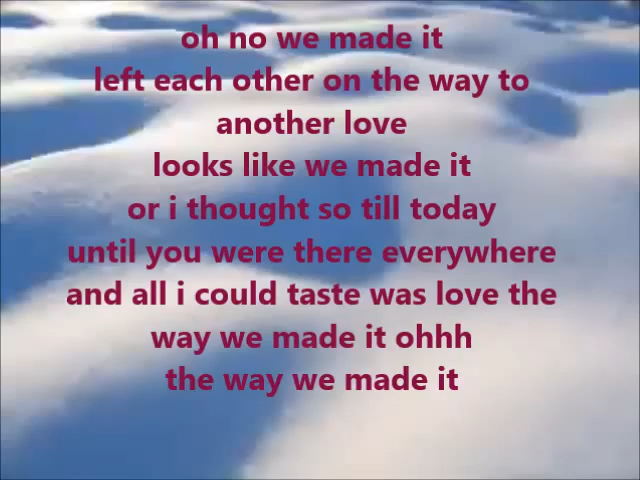 oh no we made it
left each other on the way to
another love
looks like we made it
or i thought so till today
until you were there everywhere
and all i could taste was love the
way we made it ohhh
the way we made it